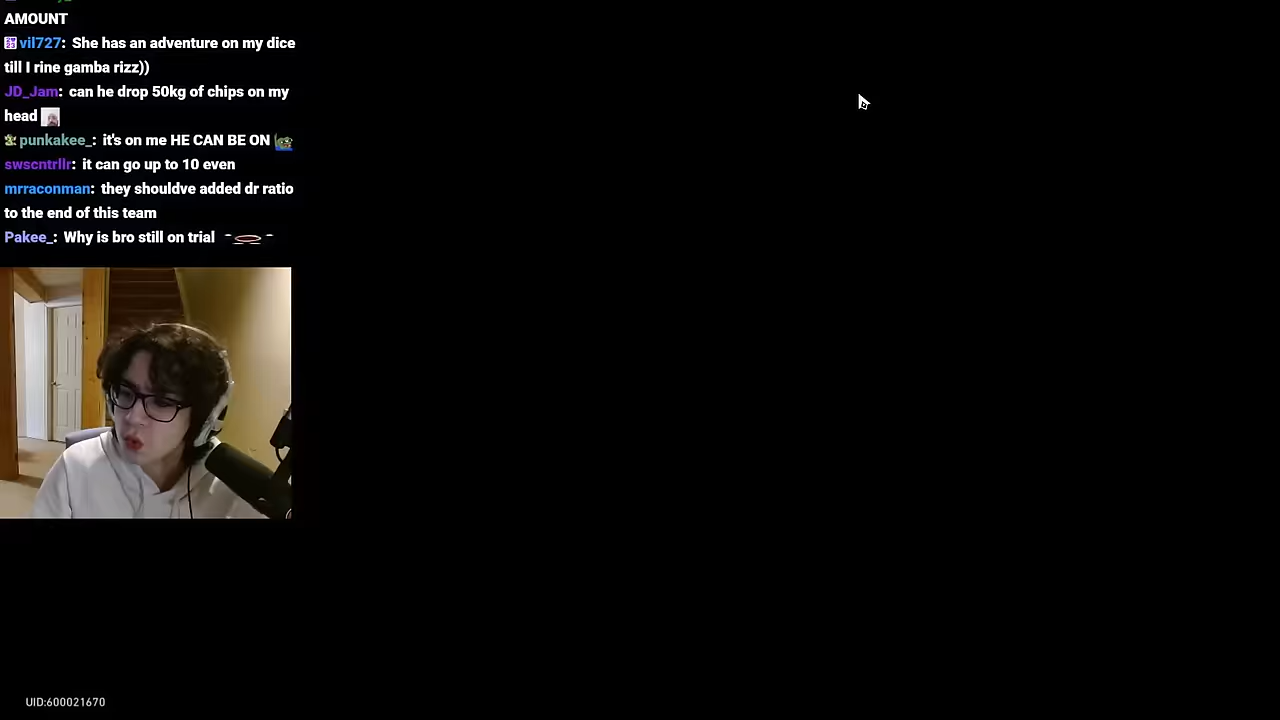 AMOUNT
vil727: She has an adventure on my dice
till I rine gamba rizz))
JD_Jam: can he drop 50kg of chips on my
head
punkakee_: it's on me HE CAN BE ON
swscntrllr: it can go up to 10 even
mrraconman: they shouldve added dr ratio
to the end of this team
Pakee_: Why is bro still on trial
UID:600021670